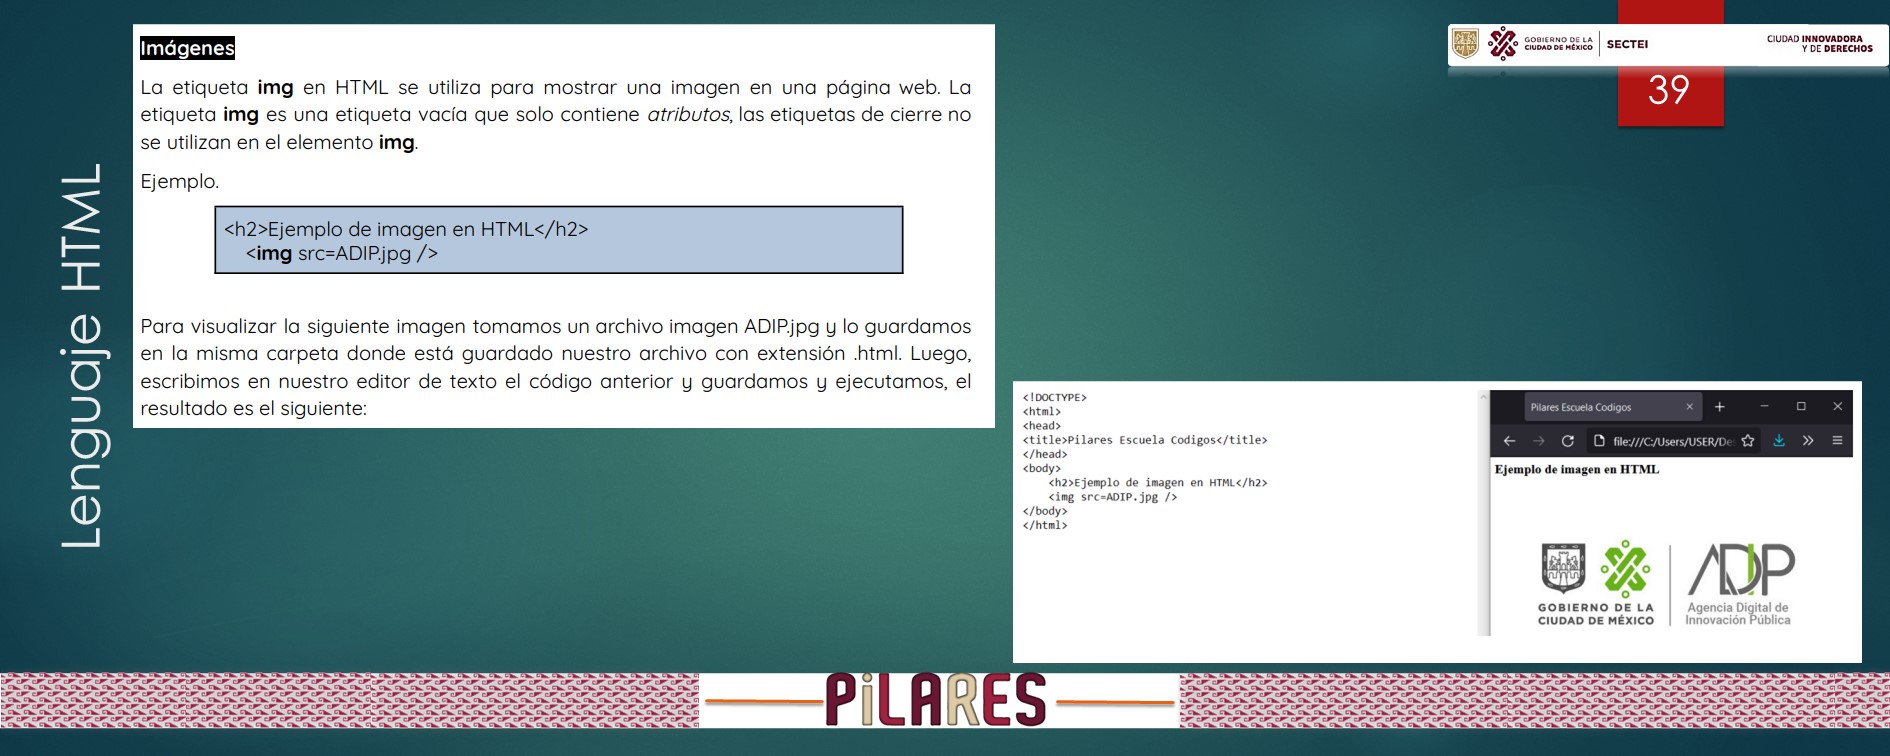 Lenguaje HTML
Imágenes
La etiqueta img en HTML se utiliza para mostrar una imagen en una página web. La
etiqueta img es una etiqueta vacía que solo contiene atributos, las etiquetas de cierre no
se utilizan en el elemento img.
Ejemplo.
<h2>Ejemplo de imagen en HTML</h2>
<img src=ADIP.jpg />
Para visualizar la siguiente imagen tomamos un archivo imagen ADIP.jpg y lo guardamos
en la misma carpeta donde está guardado nuestro archivo con extensión .html. Luego,
escribimos en nuestro editor de texto el código anterior y guardamos y ejecutamos, el
resultado es el siguiente:
GOBIERNO DE LA
CIUDAD DE MÉXICO
SECTEI
CIUDAD INNOVADORA
Y DE DERECHOS
39
<!DOCTYPE>
<html>
<head>
<title>Pilares Escuela Codigos</title>
</head>
<body>
<h2>Ejemplo de imagen en HTML</h2>
<img src=ADIP.jpg />
</body>
</html>
Pilares Escuela Codigos
file:///C:/Users/USER/De
Ejemplo de imagen en HTML
GOBIERNO DE LA
CIUDAD DE MÉXICO
ADIP
Agencia Digital de
Innovación Pública
PiLARES